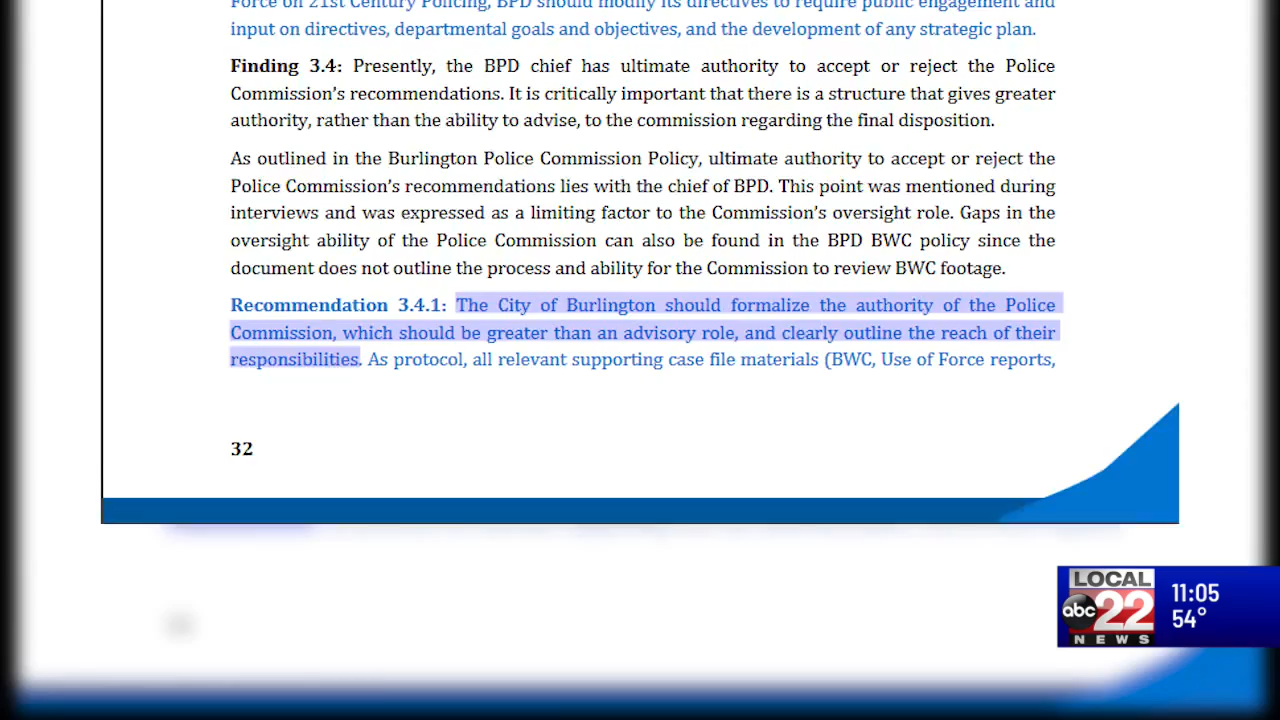 Force on 21st Century Policing, BPD should modify its directives to require public engagement and
input on directives, departmental goals and objectives, and the development of any strategic plan.
Finding 3.4: Presently, the BPD chief has ultimate authority to accept or reject the Police
Commission's recommendations. It is critically important that there is a structure that gives greater
authority, rather than the ability to advise, to the commission regarding the final disposition.
As outlined in the Burlington Police Commission Policy, ultimate authority to accept or reject the
Police Commission's recommendations lies with the chief of BPD. This point was mentioned during
interviews and was expressed as a limiting factor to the Commission's oversight role. Gaps in the
oversight ability of the Police Commission can also be found in the BPD BWC policy since the
document does not outline the process and ability for the Commission to review BWC footage.
Recommendation 3.4.1: The City of Burlington should formalize the authority of the Police
Commission, which should be greater than an advisory role, and clearly outline the reach of their
responsibilities. As protocol, all relevant supporting case file materials (BWC, Use of Force reports,
32
LOCAL
abc 22
NEWS
11:05
54°